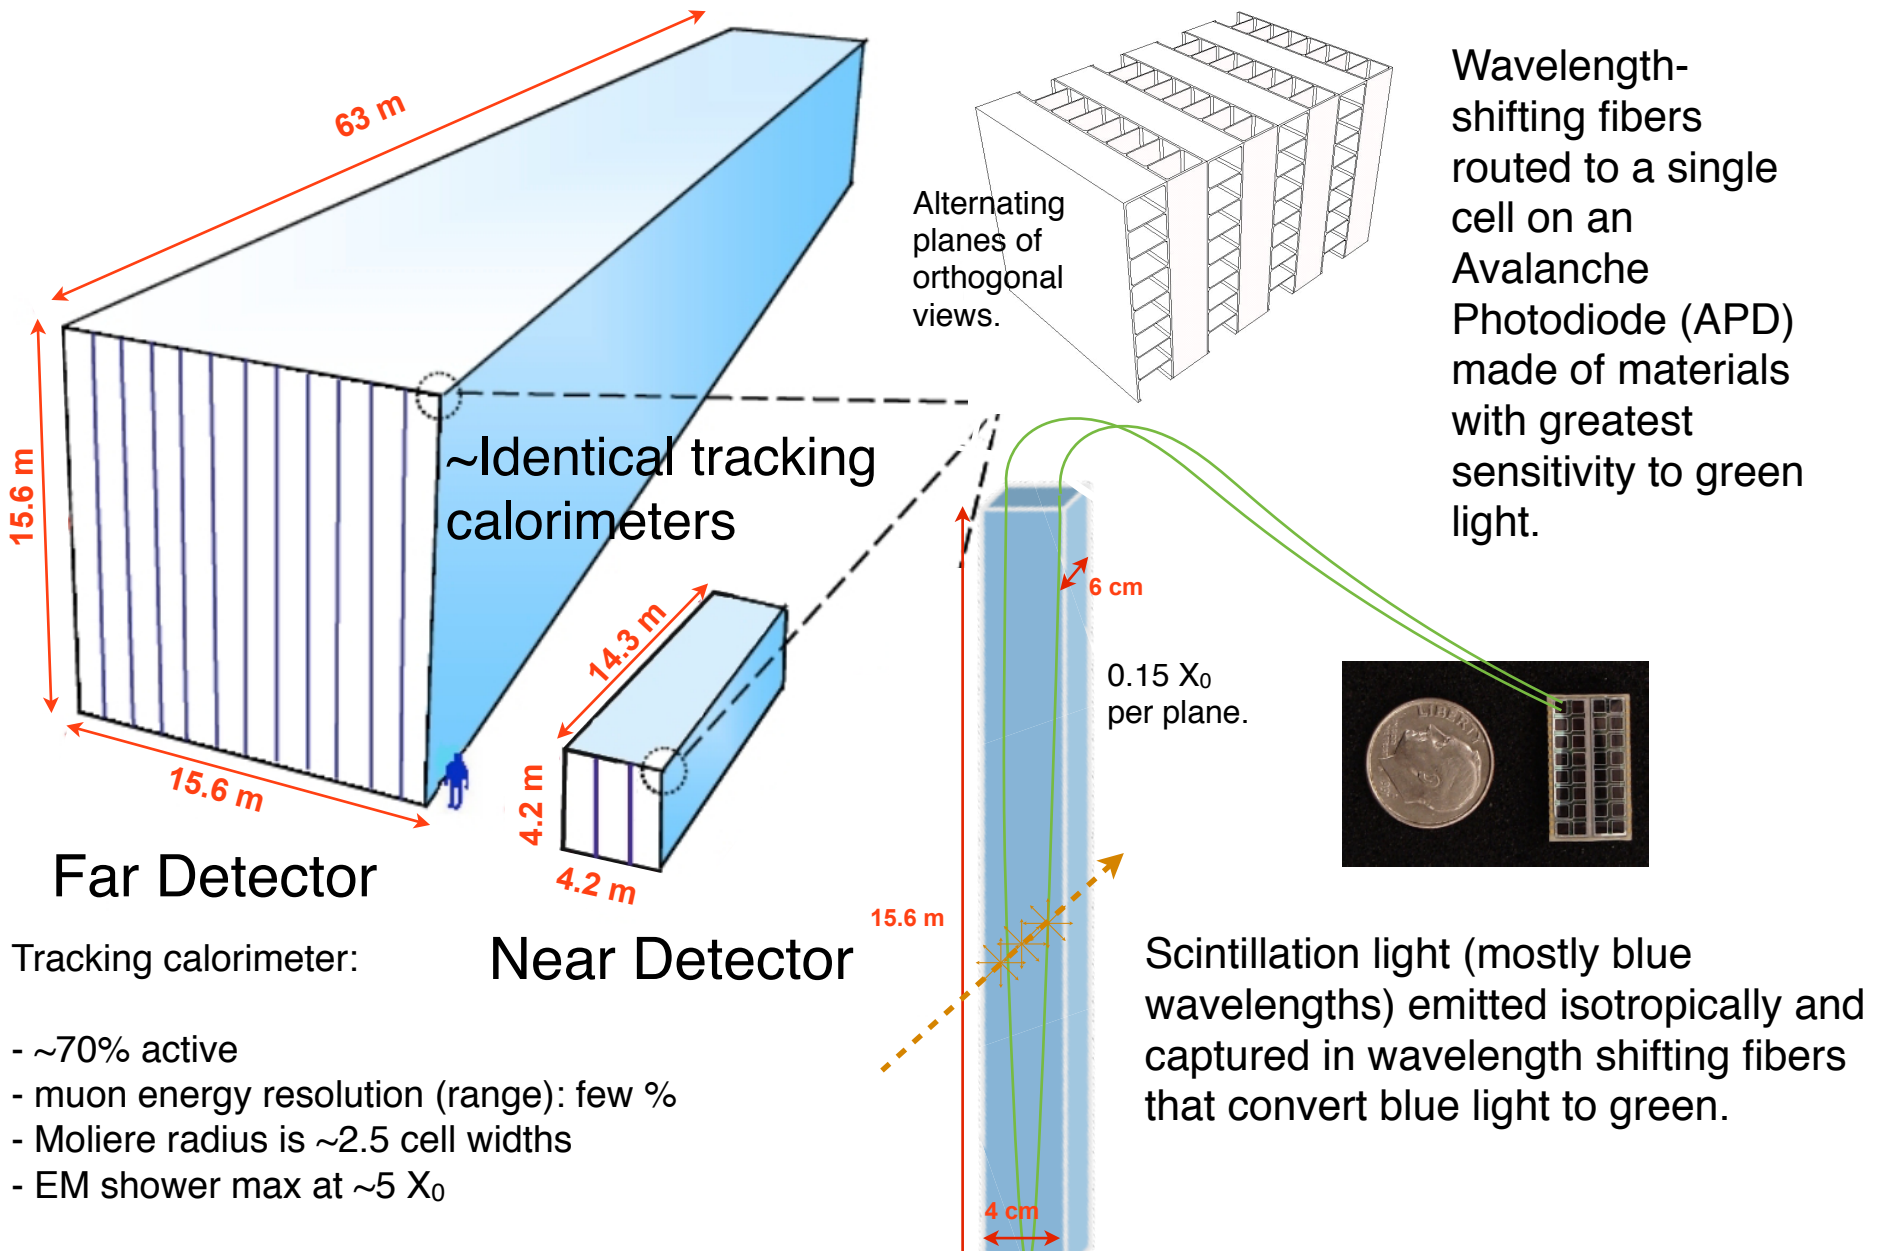 63 m
15.6 m
15.6 m
Far Detector
~Identical tracking
calorimeters
14.3 m
4.2 m
4.2 m
Near Detector
Tracking calorimeter:
- ~70% active
- muon energy resolution (range): few %
- Moliere radius is ~2.5 cell widths
- EM shower max at ~5 X₀
Alternating
planes of
orthogonal
views.
Wavelength-
shifting fibers
routed to a single
cell on an
Avalanche
Photodiode (APD)
made of materials
with greatest
sensitivity to green
light.
6 cm
0.15 X₀
per plane.
LIBERTY
15.6 m
4 cm
Scintillation light (mostly blue
wavelengths) emitted isotropically and
captured in wavelength shifting fibers
that convert blue light to green.